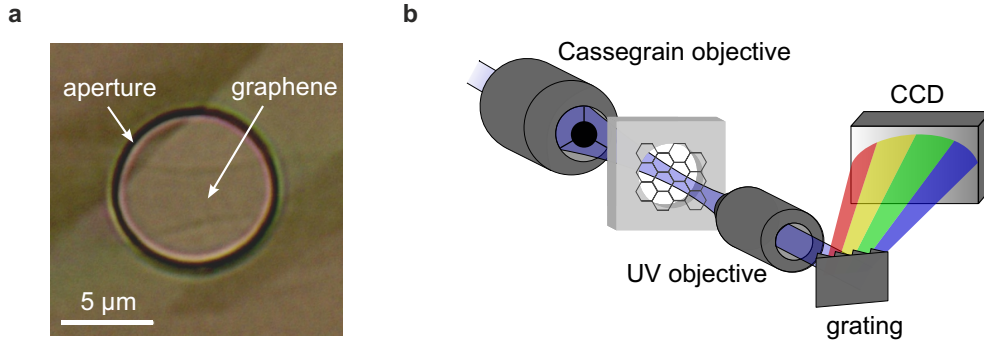 a
aperture
graphene
5 μm
b
Cassegrain objective
CCD
UV objective
grating